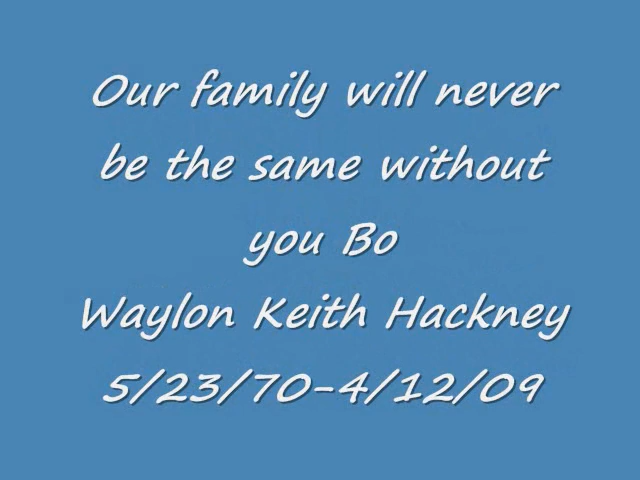 Our family will never
be the same without
you Bo
Waylon Keith Hackney
5/23/70-4/12/09